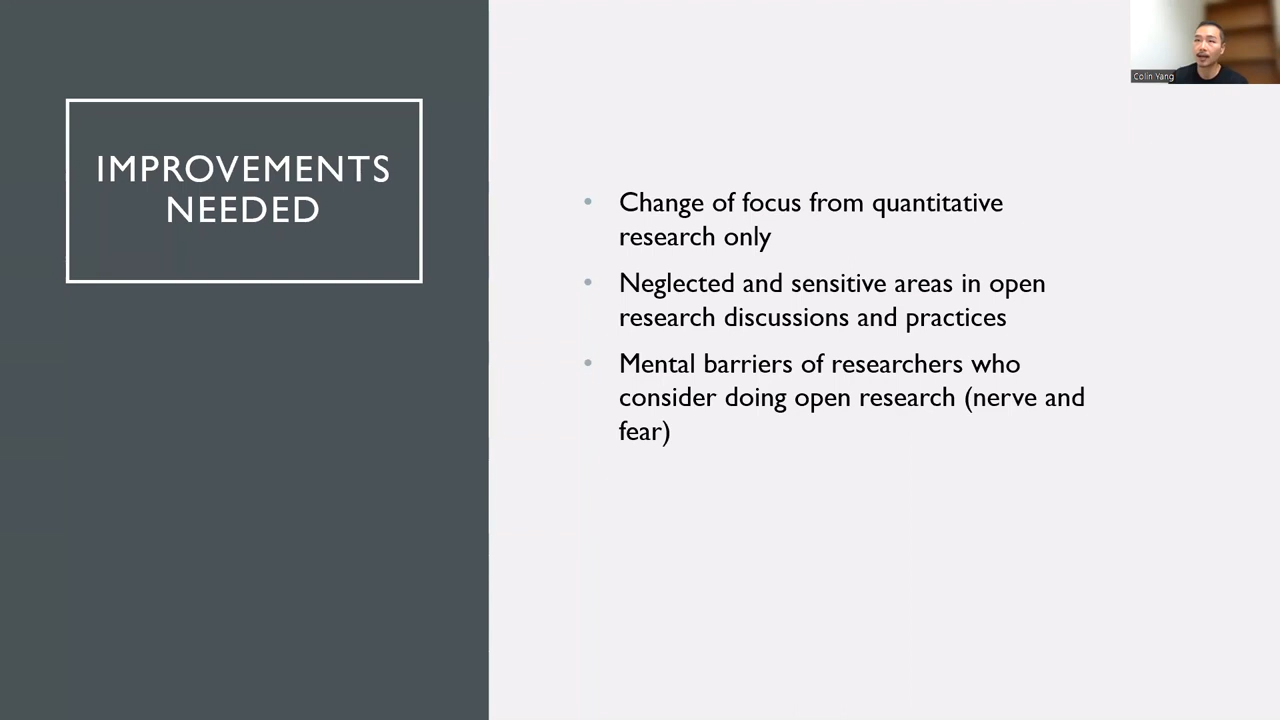 IMPROVEMENTS
NEEDED
Colin Yang
• Change of focus from quantitative
research only
• Neglected and sensitive areas in open
research discussions and practices
• Mental barriers of researchers who
consider doing open research (nerve and
fear)